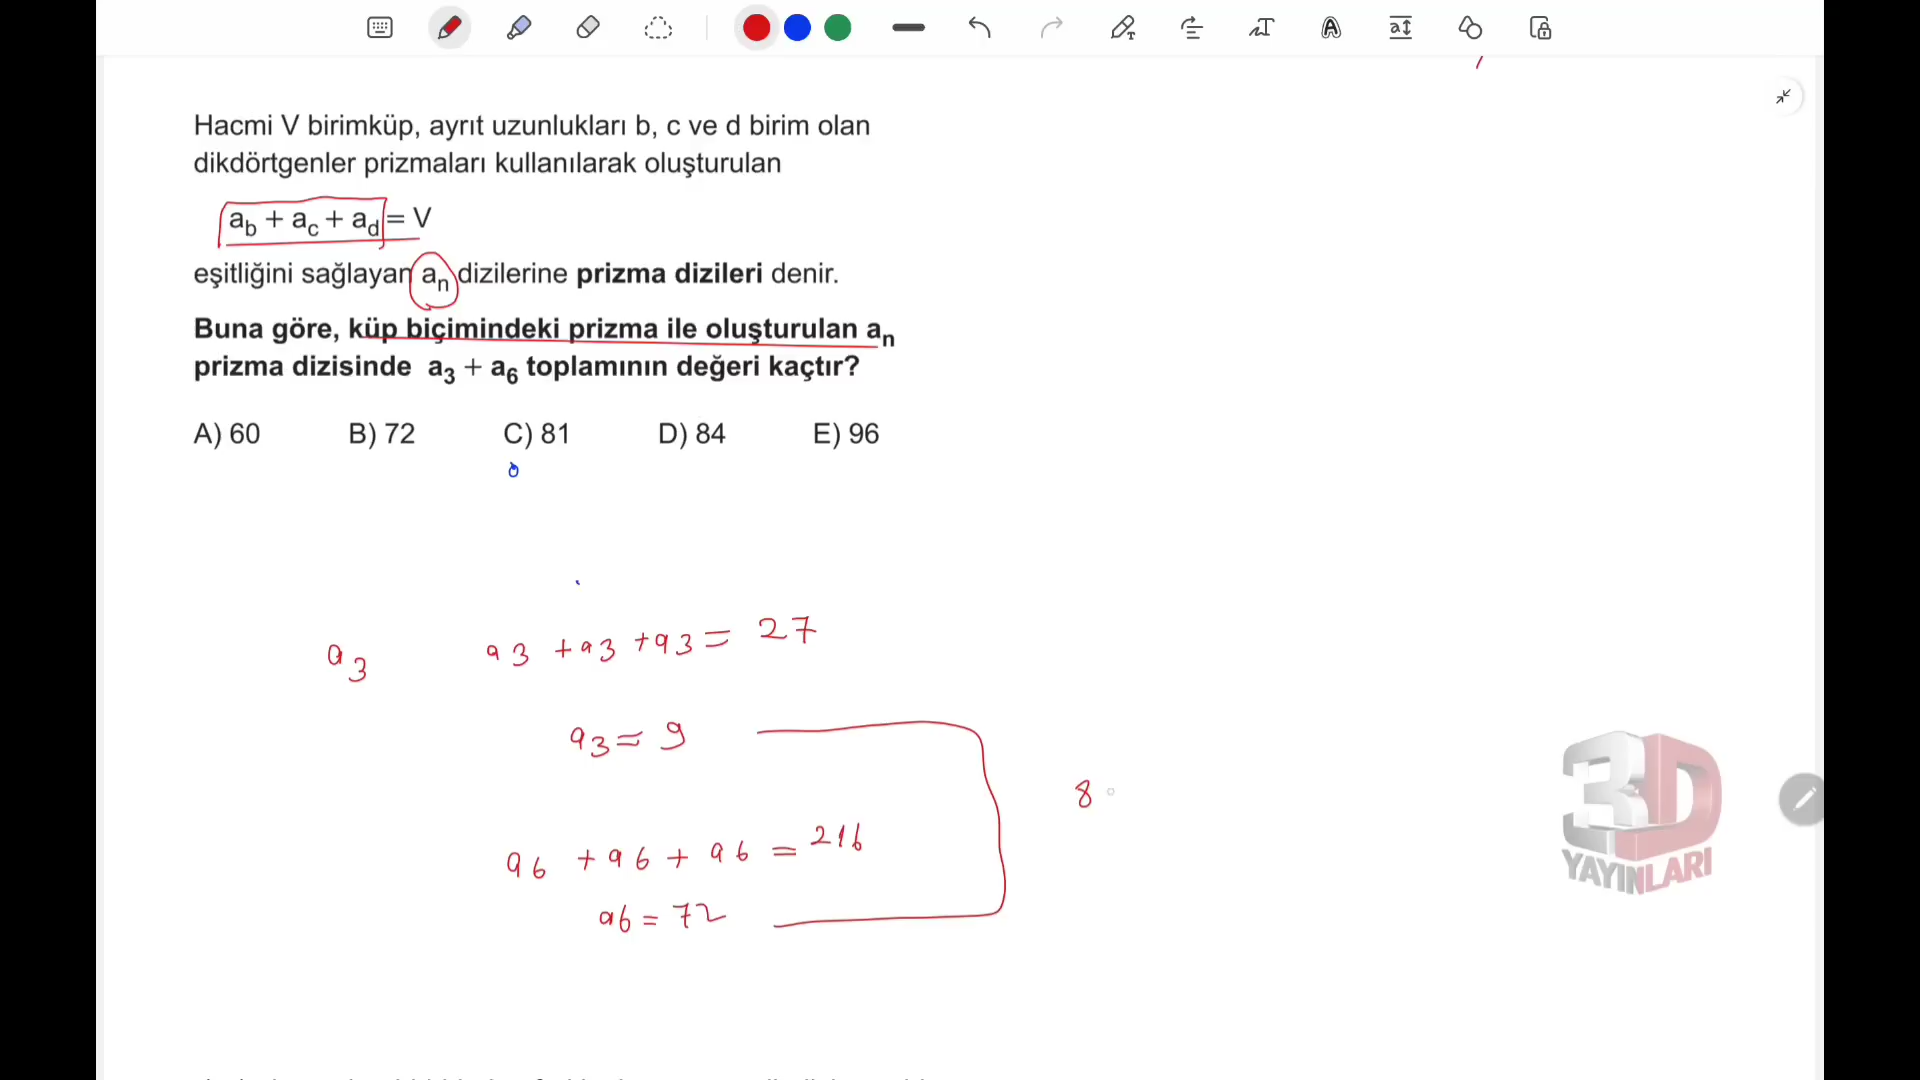 Hacmi V birimküp, ayrıt uzunlukları b, c ve d birim olan
dikdörtgenler prizmaları kullanılarak oluşturulan
a_b + a_c + a_d = V
eşitliğini sağlayan a_n dizilerine prizma dizileri denir.
Buna göre, küp biçimindeki prizma ile oluşturulan a_n
prizma dizisinde a_3 + a_6 toplamının değeri kaçtır?
A) 60 B) 72 C) 81 D) 84 E) 96
a_3 a3 + a3 + a3 = 27
a3 = 9
8
a6 + a6 + a6 = 216
a6 = 72
3D
YAYINLARI